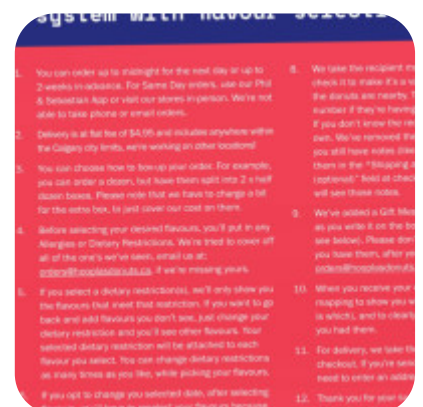 system with flavour selecti
1. You can order up to midnight for the next day or up to
2-weeks in advance. For Same Day orders, use our Phil
& Sebastian App or visit our stores in person. We're not
able to take phone or email orders.
2. Delivery is at flat fee of $4.95 and includes anywhere within
the Calgary city limits, we're working on other locations!
3. You can choose how to box up your order. For example,
you can order a dozen, but have them split into 2 x half
dozen boxes. Please note that we have to charge a bit
for the extra box, to just cover our cost on them.
4. Before selecting your desired flavours, you'll put in any
Allergies or Dietary Restrictions. We've tried to cover off
all of the one's we've seen, email us at:
orders@hoopladonuts.ca, if we're missing yours.
5. If you select a dietary restriction(s), we'll only show you
the flavours that meet that restriction. If you want to go
back and add flavours you don't see, just change your
dietary restriction and you'll see other flavours. Your
selected dietary restriction will be attached to each
flavour you select. You can change dietary restrictions
as many times as you like, while picking your flavours.
If you opt to change you selected date, after selecting
8. We take the recipient
check it to make it's a
the donuts are nearby.
number if they're having
If you don't know the
own. We've removed the
you still have notes
them in the "Shipping
(optional)" field at check
will see those notes.
9. We've added a Gift
as you write it on the
see below). Please don
you have them, after
orders@hoopladonuts
10. When you receive your
mapping to show you
is which), and to clearly
you had them.
11. For delivery, we take
checkout. If you're
need to enter an
12. Thank you for your